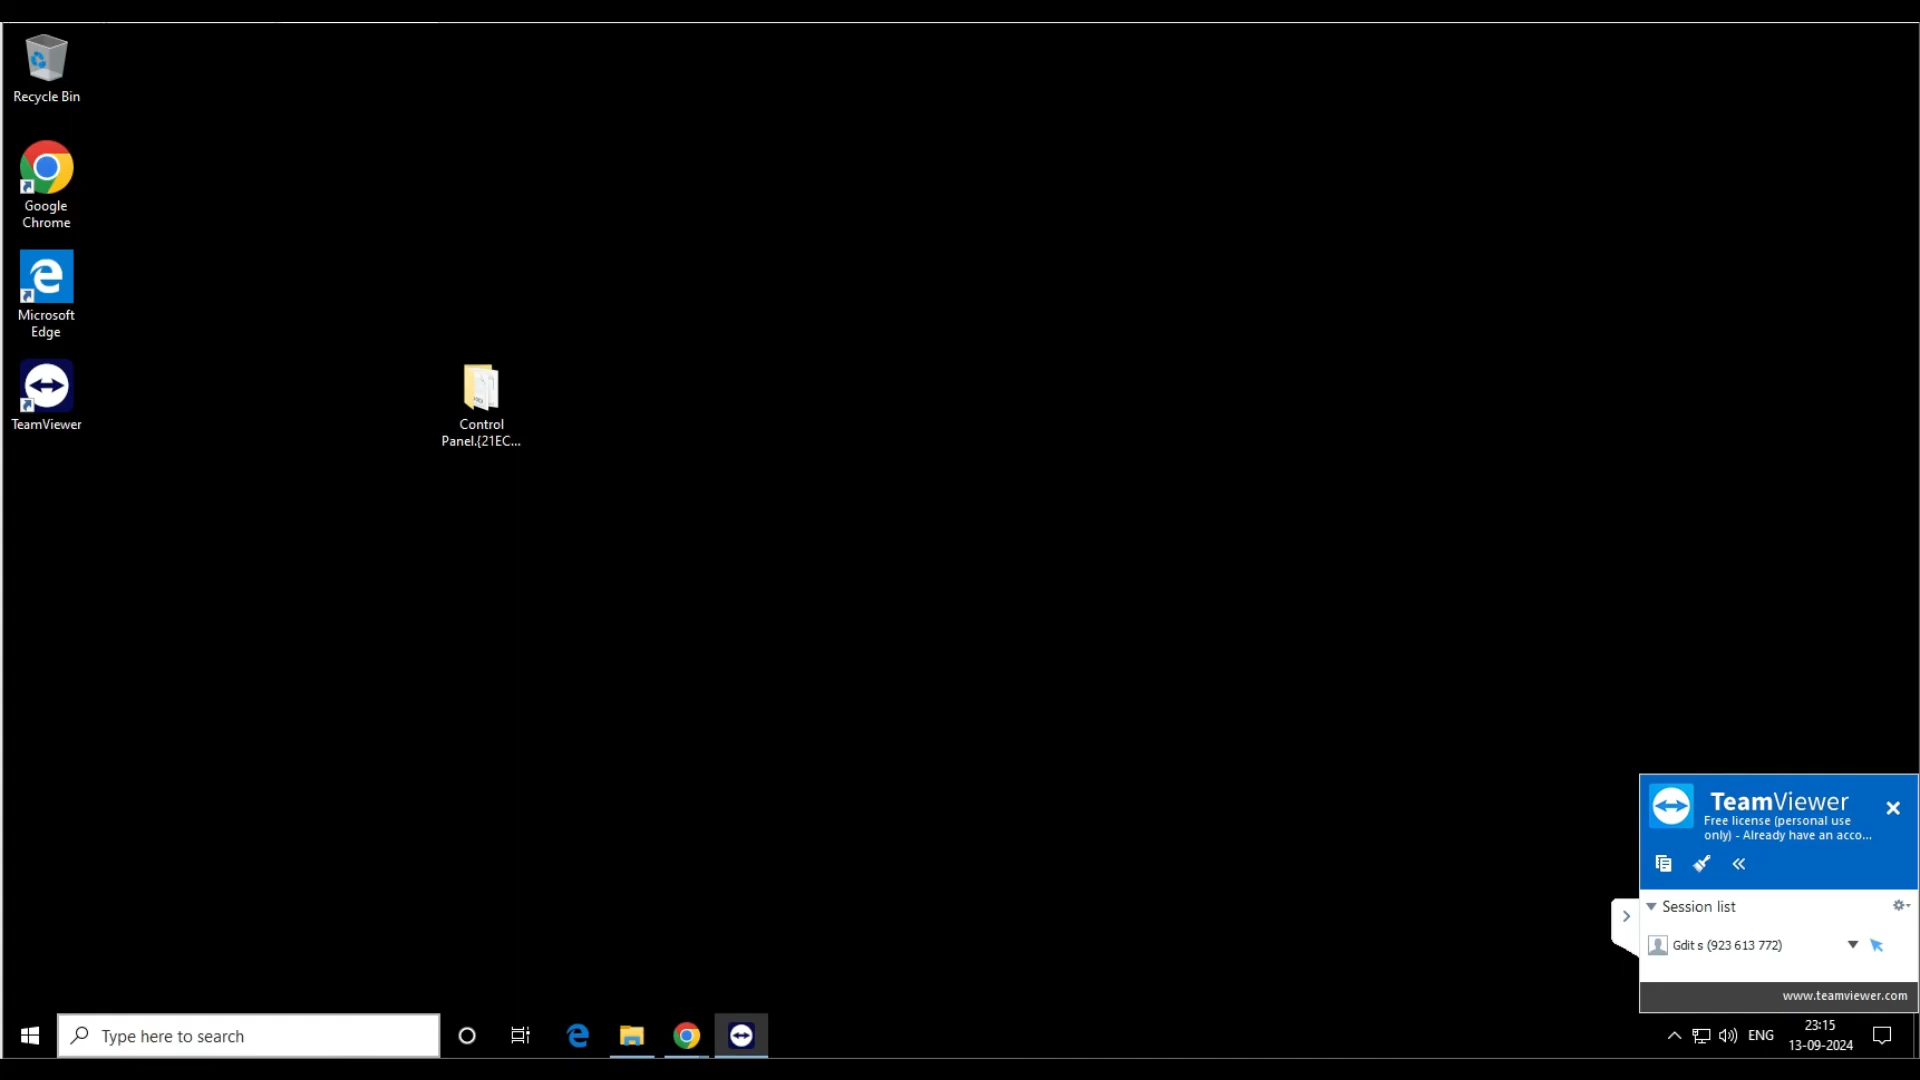 Recycle Bin
Google
Chrome
Microsoft
Edge
TeamViewer
Control
Panel.{21EC...
TeamViewer
Free license (personal use
only) - Already have an acco...
Session list
Gdit s (923 613 772)
www.teamviewer.com
Type here to search
ENG
23:15
13-09-2024